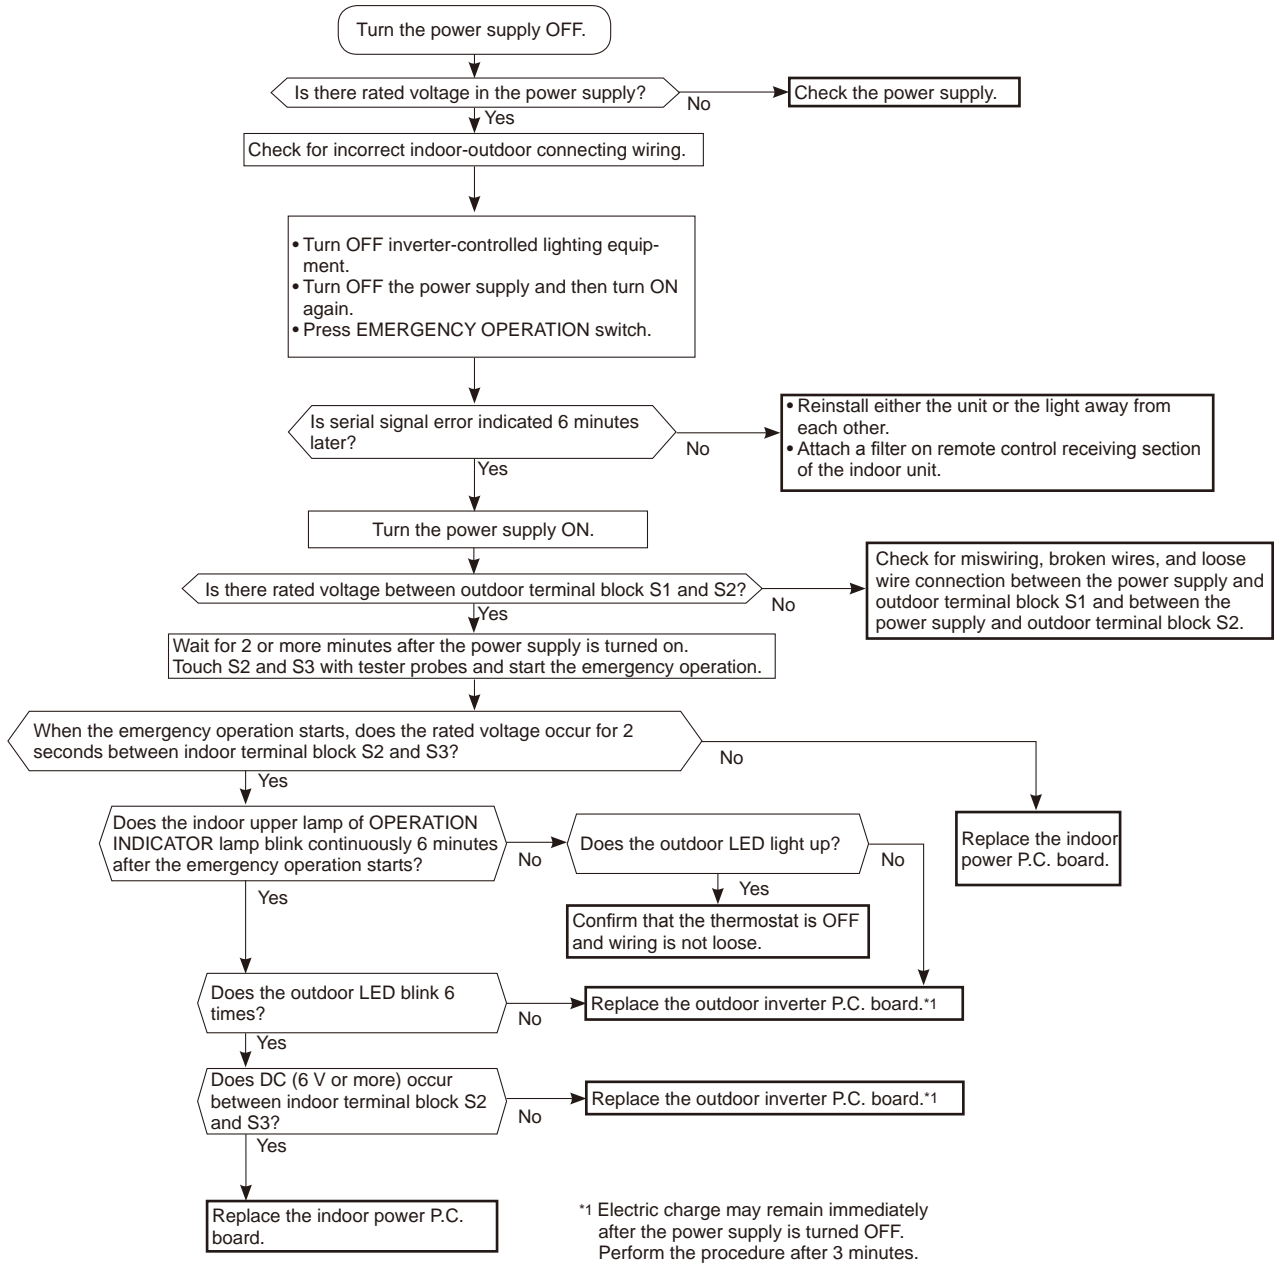 Turn the power supply OFF.
Is there rated voltage in the power supply?
No
Check the power supply.
Yes
Check for incorrect indoor-outdoor connecting wiring.
• Turn OFF inverter-controlled lighting equip-
ment.
• Turn OFF the power supply and then turn ON
again.
• Press EMERGENCY OPERATION switch.
Is serial signal error indicated 6 minutes
later?
No
• Reinstall either the unit or the light away from
each other.
• Attach a filter on remote control receiving section
of the indoor unit.
Yes
Turn the power supply ON.
Is there rated voltage between outdoor terminal block S1 and S2?
No
Check for miswiring, broken wires, and loose
wire connection between the power supply and
outdoor terminal block S1 and between the
power supply and outdoor terminal block S2.
Yes
Wait for 2 or more minutes after the power supply is turned on.
Touch S2 and S3 with tester probes and start the emergency operation.
When the emergency operation starts, does the rated voltage occur for 2
seconds between indoor terminal block S2 and S3?
No
Replace the indoor
power P.C. board.
Yes
Does the indoor upper lamp of OPERATION
INDICATOR lamp blink continuously 6 minutes
after the emergency operation starts?
No
Does the outdoor LED light up?
No
Yes
Confirm that the thermostat is OFF
and wiring is not loose.
Yes
Does the outdoor LED blink 6
times?
No
Replace the outdoor inverter P.C. board.*1
Yes
Does DC (6 V or more) occur
between indoor terminal block S2
and S3?
No
Replace the outdoor inverter P.C. board.*1
Yes
Replace the indoor power P.C.
board.
*1 Electric charge may remain immediately
after the power supply is turned OFF.
Perform the procedure after 3 minutes.